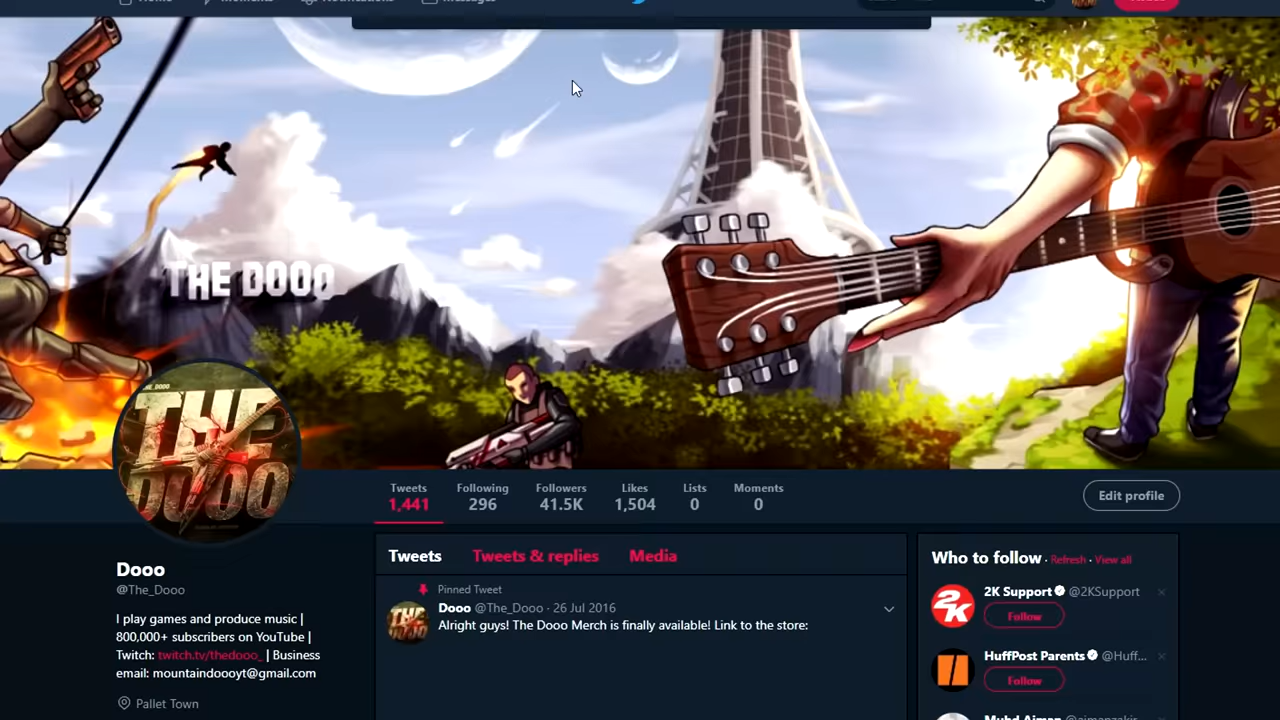 THE DOOO
THE_DOOO
THE
DOOO
Tweets
1,441
Following
296
Followers
41.5K
Likes
1,504
Lists
0
Moments
0
Edit profile
Dooo
@The_Dooo
I play games and produce music |
800,000+ subscribers on YouTube |
Twitch: twitch.tv/thedooo_ | Business
email: mountaindoooyt@gmail.com
Pallet Town
Tweets Tweets & replies Media
Pinned Tweet
Dooo @The_Dooo · 26 Jul 2016
Alright guys! The Dooo Merch is finally available! Link to the store:
Who to follow · Refresh · View all
2K Support @2KSupport
Follow
HuffPost Parents @Huff...
Follow